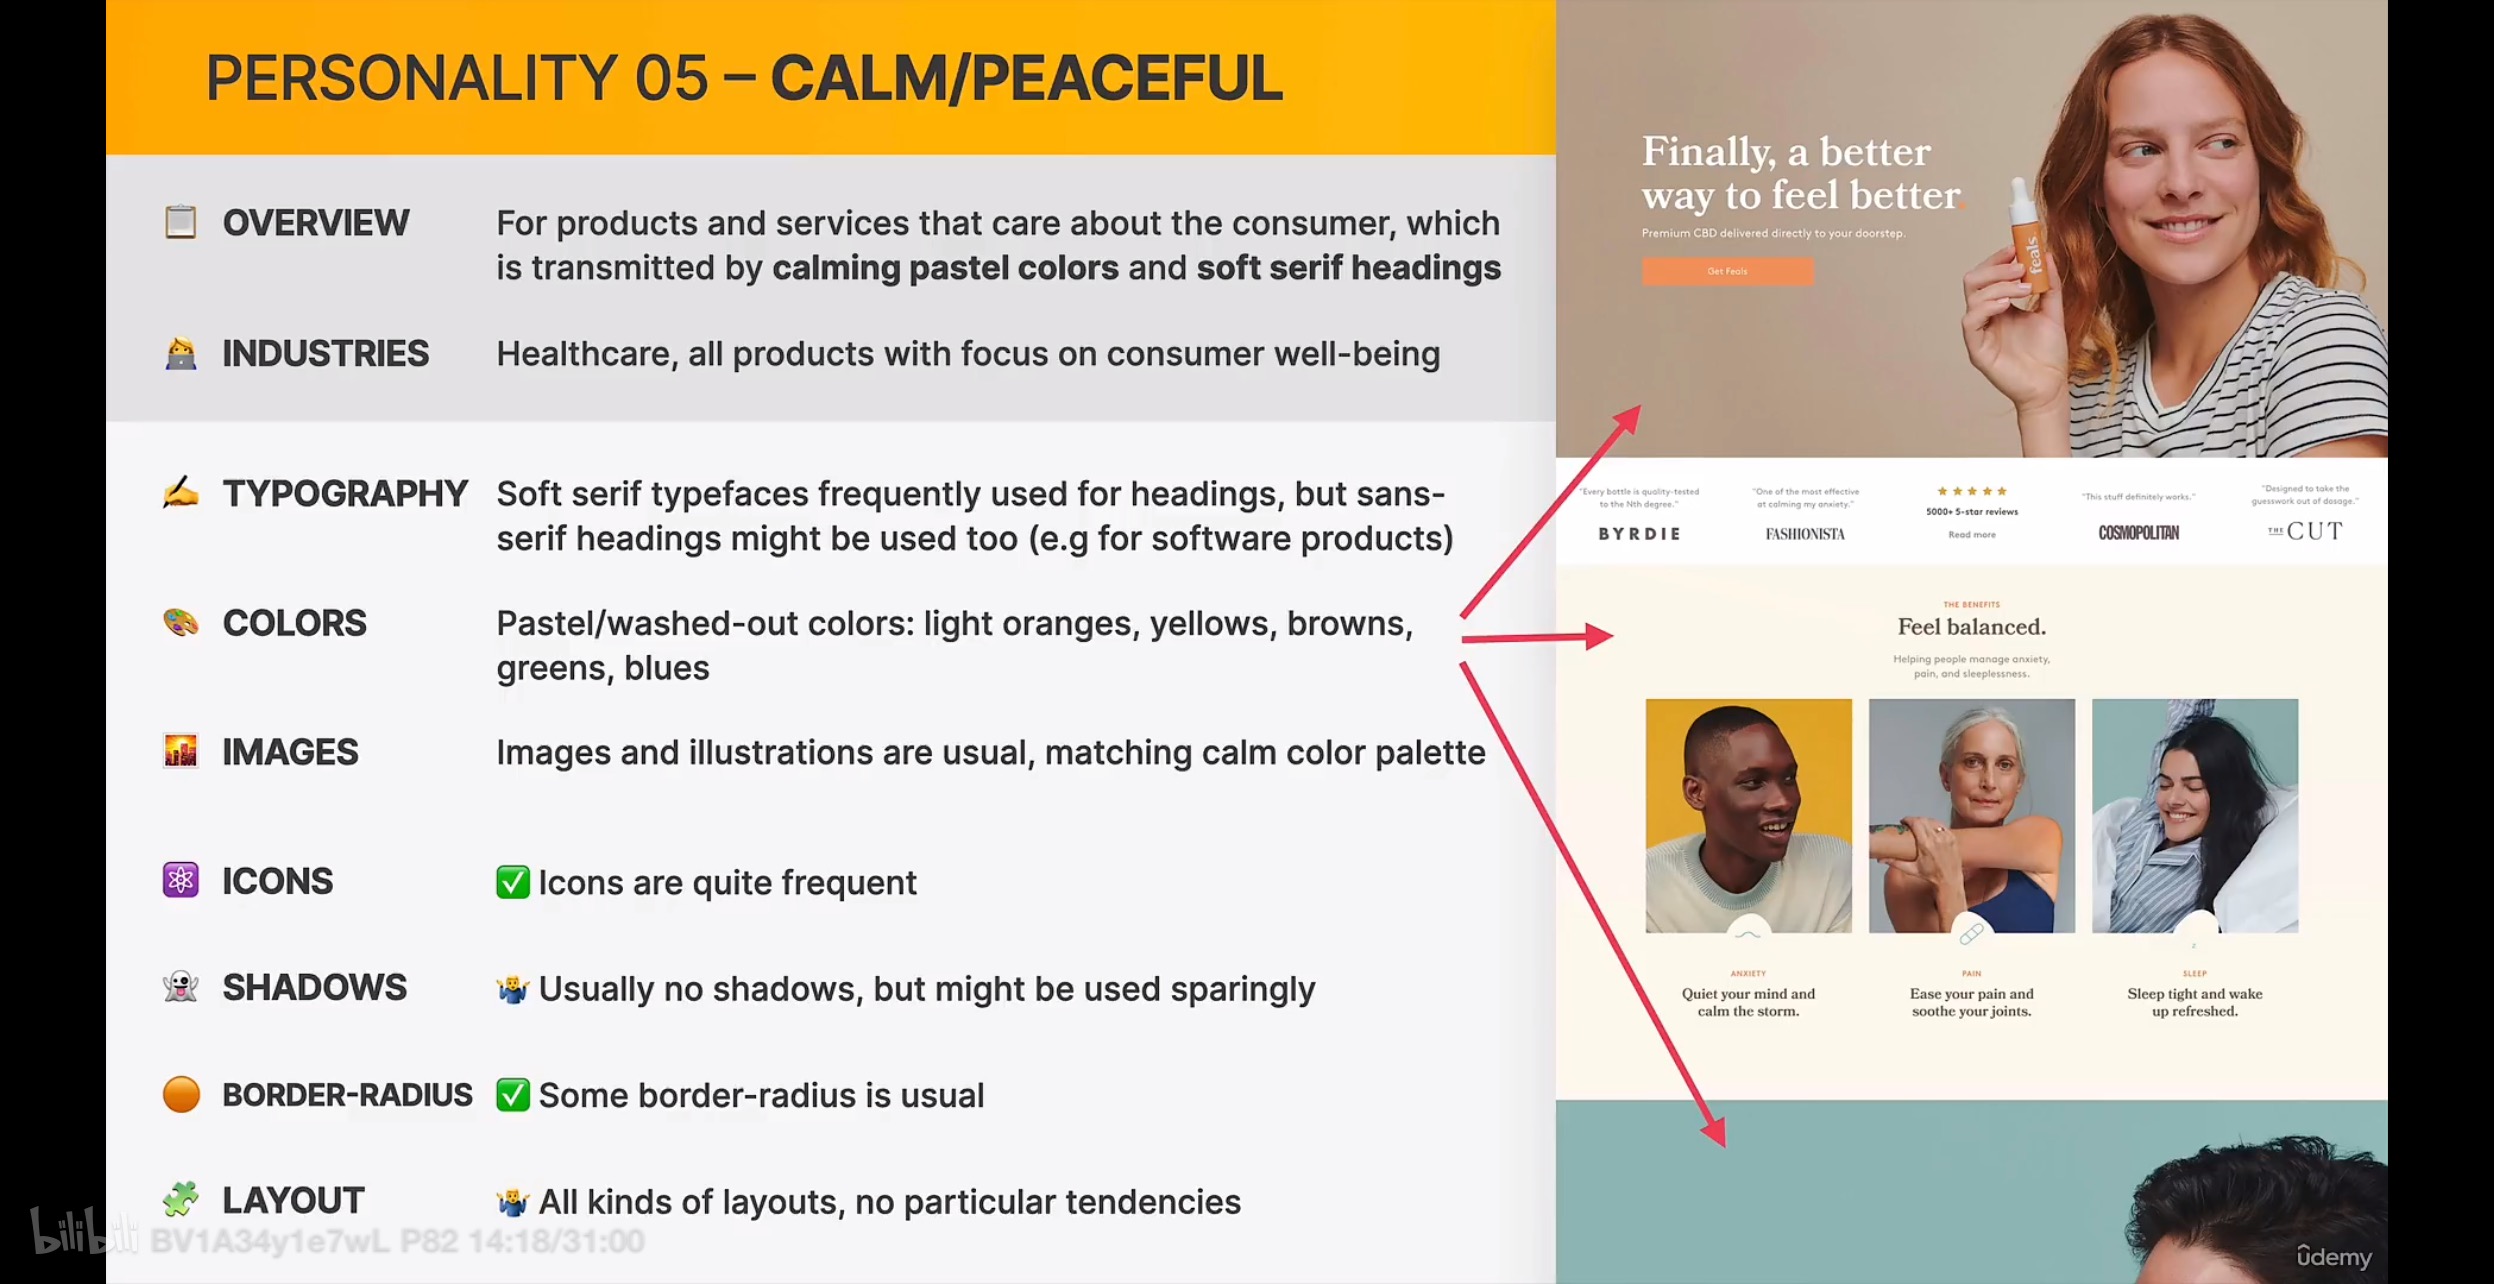 PERSONALITY 05 – CALM/PEACEFUL
OVERVIEW
For products and services that care about the consumer, which
is transmitted by calming pastel colors and soft serif headings
INDUSTRIES
Healthcare, all products with focus on consumer well-being
TYPOGRAPHY
Soft serif typefaces frequently used for headings, but sans-
serif headings might be used too (e.g for software products)
COLORS
Pastel/washed-out colors: light oranges, yellows, browns,
greens, blues
IMAGES
Images and illustrations are usual, matching calm color palette
ICONS
Icons are quite frequent
SHADOWS
Usually no shadows, but might be used sparingly
BORDER-RADIUS
Some border-radius is usual
LAYOUT
All kinds of layouts, no particular tendencies
bilibili BV1A34y1e7wL P82 14:18/31:00
Finally, a better
way to feel better.
Premium CBD delivered directly to your doorstep.
Get Feals
feals
"Every bottle is quality-tested
to the Nth degree."
BYRDIE
"One of the most effective
at calming my anxiety."
FASHIONISTA
5000+ 5-star reviews
Read more
"This stuff definitely works."
COSMOPOLITAN
"Designed to take the
guesswork out of dosage."
THE CUT
THE BENEFITS
Feel balanced.
Helping people manage anxiety,
pain, and sleeplessness.
ANXIETY
Quiet your mind and
calm the storm.
PAIN
Ease your pain and
soothe your joints.
z
SLEEP
Sleep tight and wake
up refreshed.
ûdemy